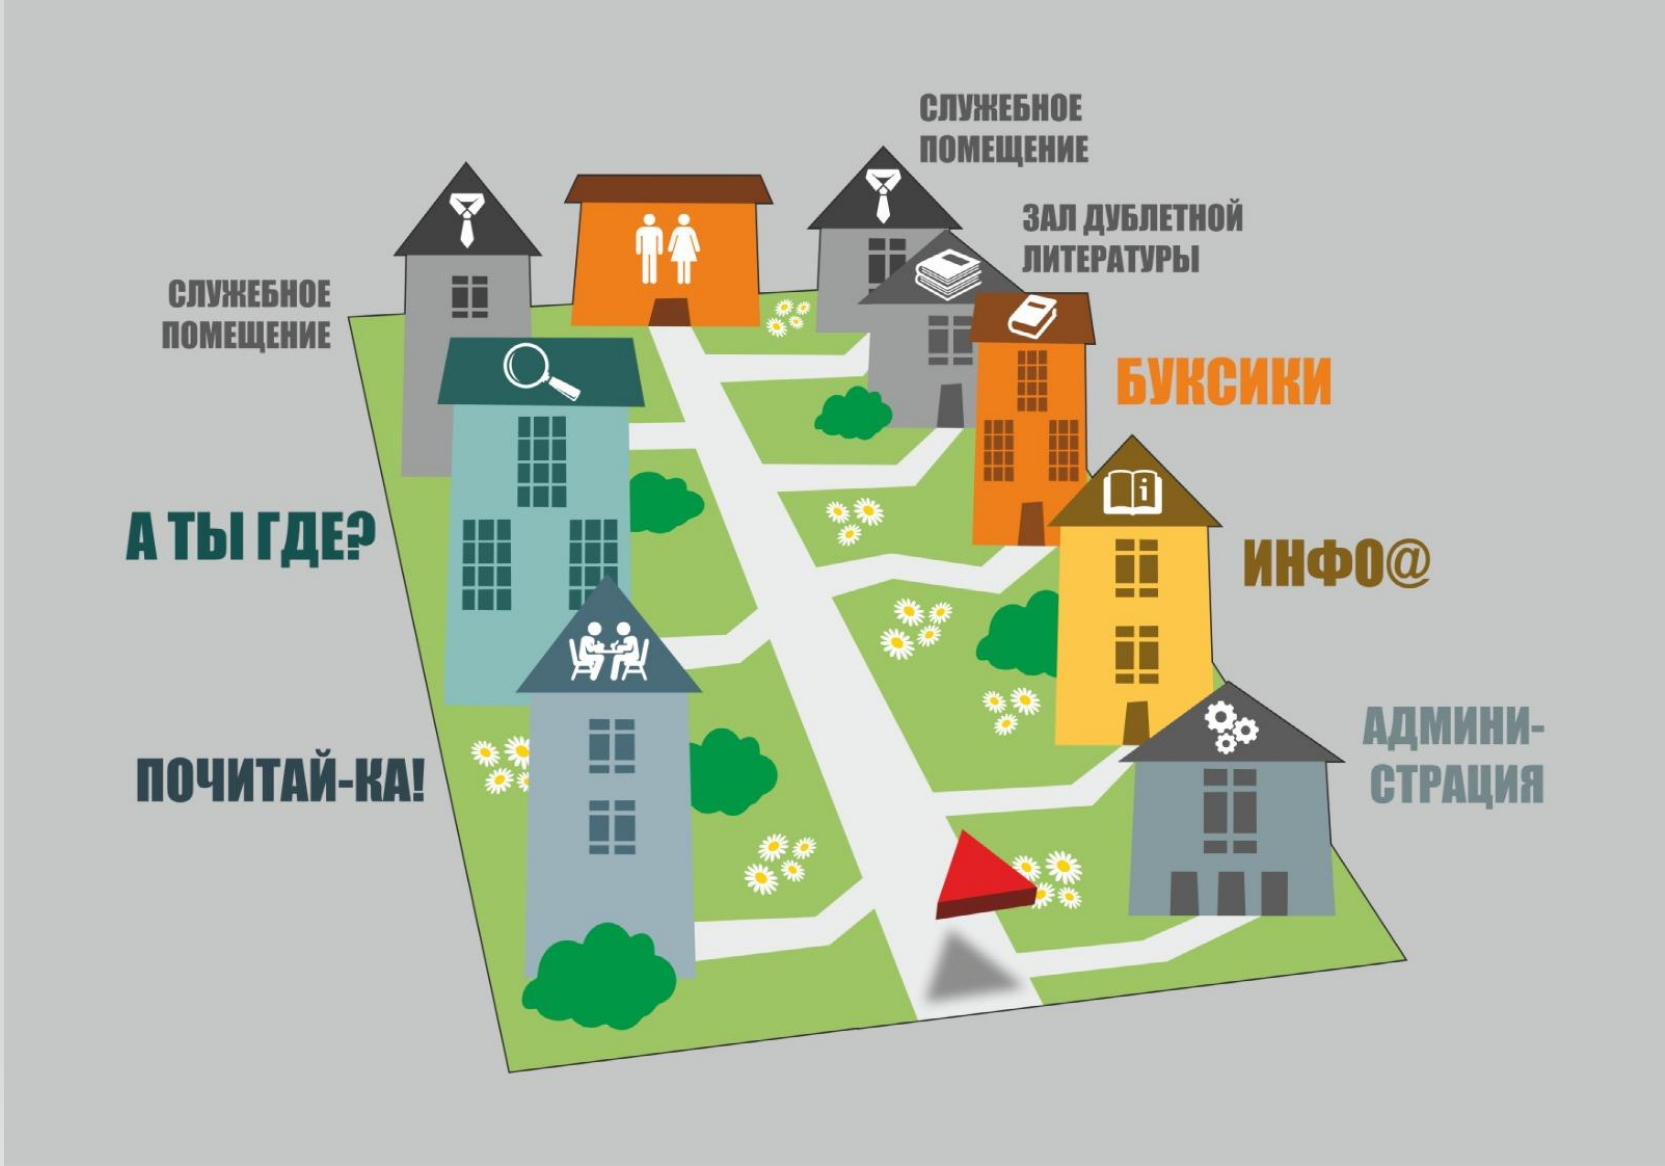 СЛУЖЕБНОЕ
ПОМЕЩЕНИЕ
ЗАЛ ДУБЛЕТНОЙ
ЛИТЕРАТУРЫ
СЛУЖЕБНОЕ
ПОМЕЩЕНИЕ
БУКСИКИ
А ТЫ ГДЕ?
ИНФО@
ПОЧИТАЙ-КА!
АДМИНИ-
СТРАЦИЯ
i